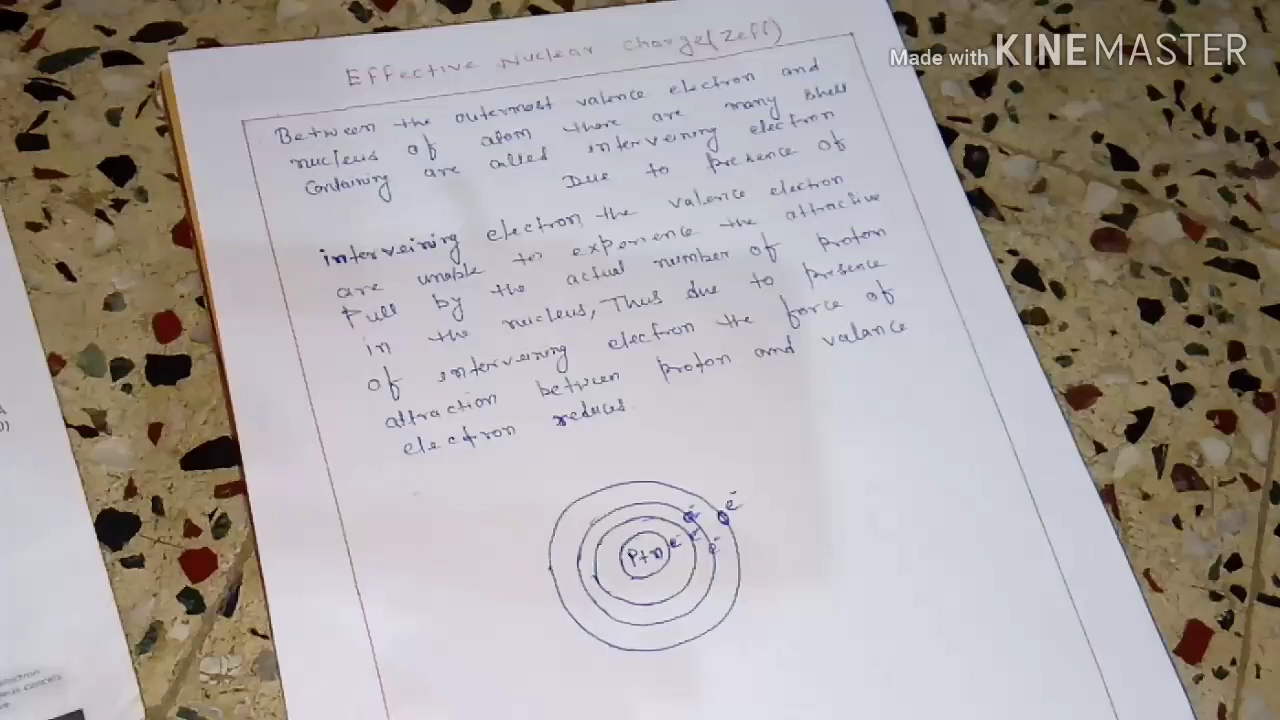 Made with KINEMASTER
Effective Nuclear Charge(Zeff)
Between the outermost valence electron and
nucleus of atom there are many shell
Containing are called intervening electron
Due to presence of
interveining electron, the valence electron
are unable to experience the attractive
Pull by the actual number of proton
in the nucleus, Thus due to presence
of intervening electron the force of
attraction between proton and valance
electron reduces.
e⁻
e⁻
P+n e⁻ e⁻ e⁻